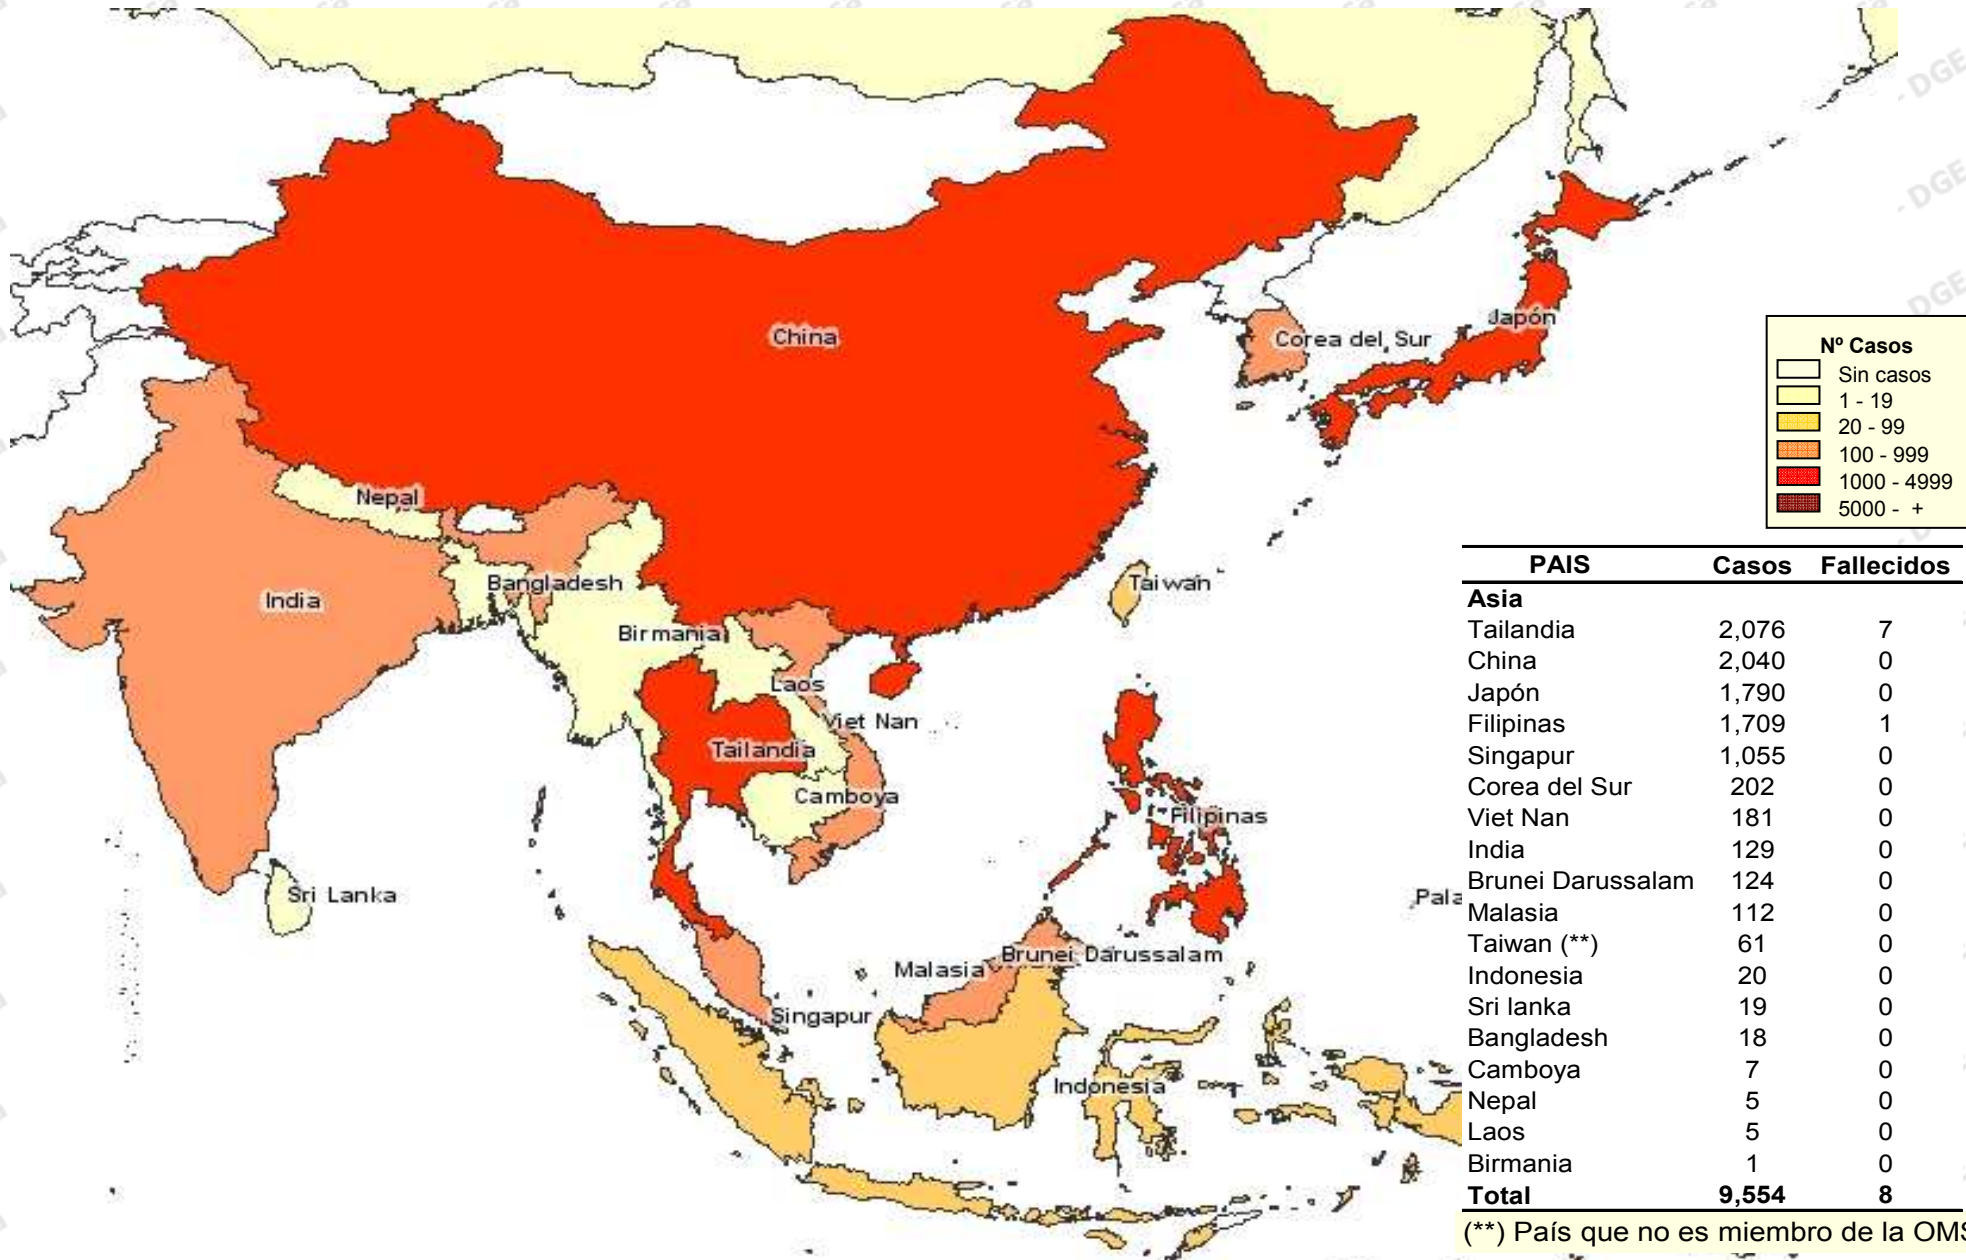 China
Corea del Sur
Japón
Nepal
India
Bangladesh
Birmania
Taiwan
Laos
Viet Nan
Tailandia
Camboya
Filipinas
Sri Lanka
Pala
Brunei Darussalam
Malasia
Singapur
Indonesia
Nº Casos
Sin casos
1 - 19
20 - 99
100 - 999
1000 - 4999
5000 - +
PAIS Casos Fallecidos
Asia
Tailandia 2,076 7
China 2,040 0
Japón 1,790 0
Filipinas 1,709 1
Singapur 1,055 0
Corea del Sur 202 0
Viet Nan 181 0
India 129 0
Brunei Darussalam 124 0
Malasia 112 0
Taiwan (**) 61 0
Indonesia 20 0
Sri lanka 19 0
Bangladesh 18 0
Camboya 7 0
Nepal 5 0
Laos 5 0
Birmania 1 0
Total 9,554 8
(**) País que no es miembro de la OMS
- DGE
- DGE
- DGE